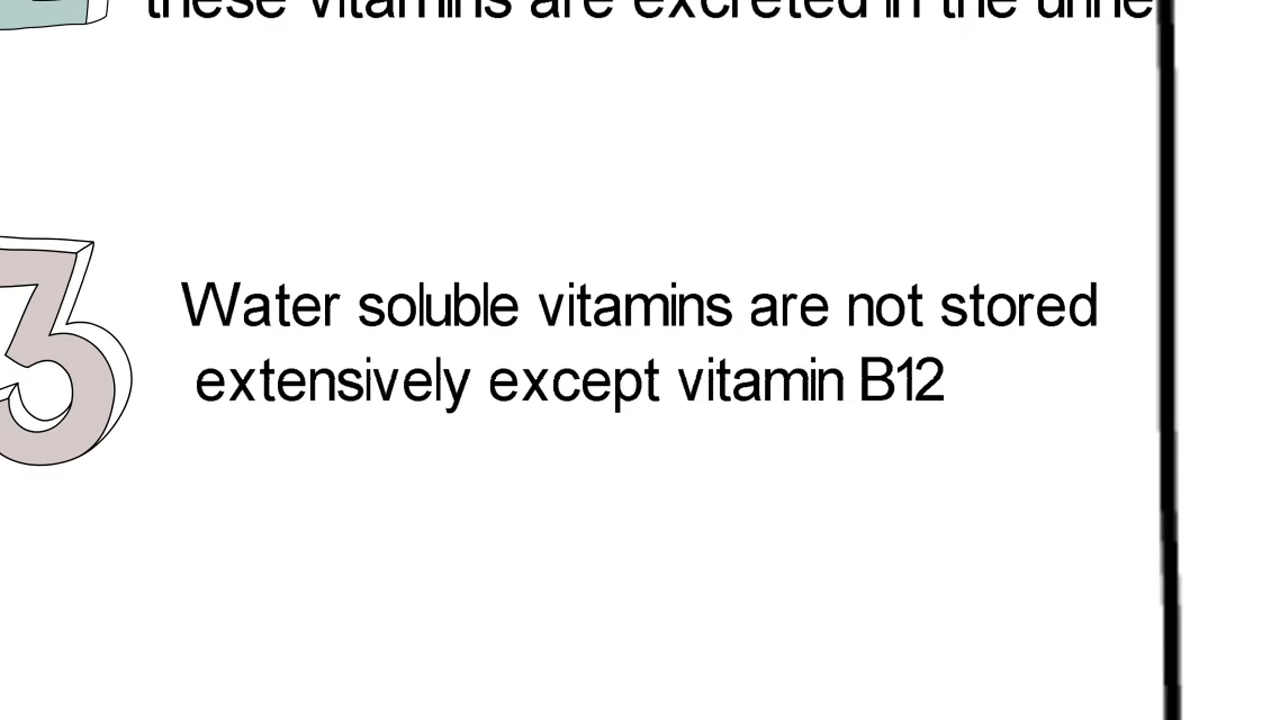 these vitamins are excreted in the urine
3
Water soluble vitamins are not stored
extensively except vitamin B12